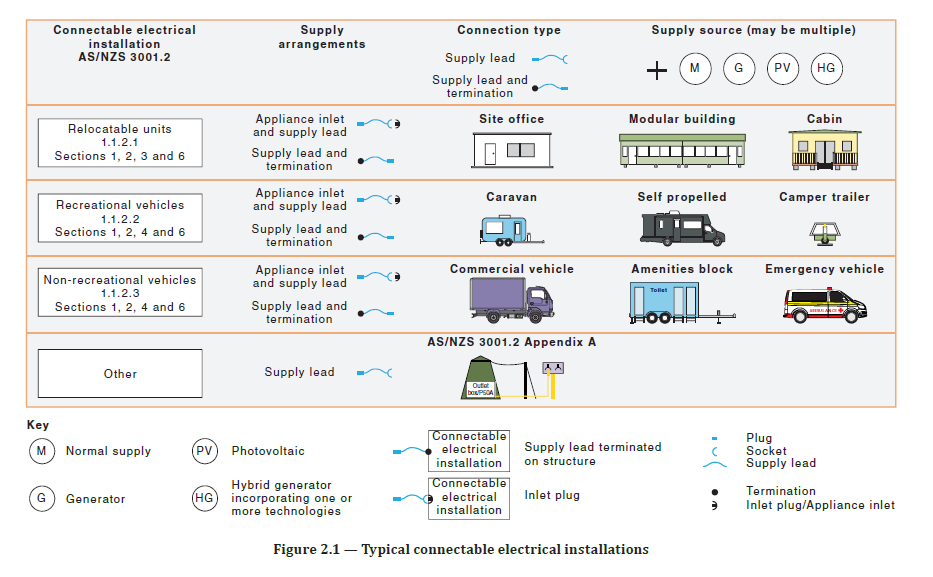 Connectable electrical
installation
AS/NZS 3001.2
Supply
arrangements
Connection type
Supply lead
Supply lead and
termination
Supply source (may be multiple)
+ M G PV HG
Relocatable units
1.1.2.1
Sections 1, 2, 3 and 6
Appliance inlet
and supply lead
Supply lead and
termination
Site office
Modular building
Cabin
Recreational vehicles
1.1.2.2
Sections 1, 2, 4 and 6
Appliance inlet
and supply lead
Supply lead and
termination
Caravan
Self propelled
Camper trailer
Non-recreational vehicles
1.1.2.3
Sections 1, 2, 4 and 6
Appliance inlet
and supply lead
Supply lead and
termination
Commercial vehicle
Amenities block
Toilet
Emergency vehicle
AMBULANCE
Other
Supply lead
AS/NZS 3001.2 Appendix A
Outlet
box/PSOA
Key
M Normal supply
G Generator
PV Photovoltaic
HG Hybrid generator
incorporating one or
more technologies
Connectable
electrical
installation
Supply lead terminated
on structure
Connectable
electrical
installation
Inlet plug
Plug
Socket
Supply lead
Termination
Inlet plug/Appliance inlet
Figure 2.1 — Typical connectable electrical installations